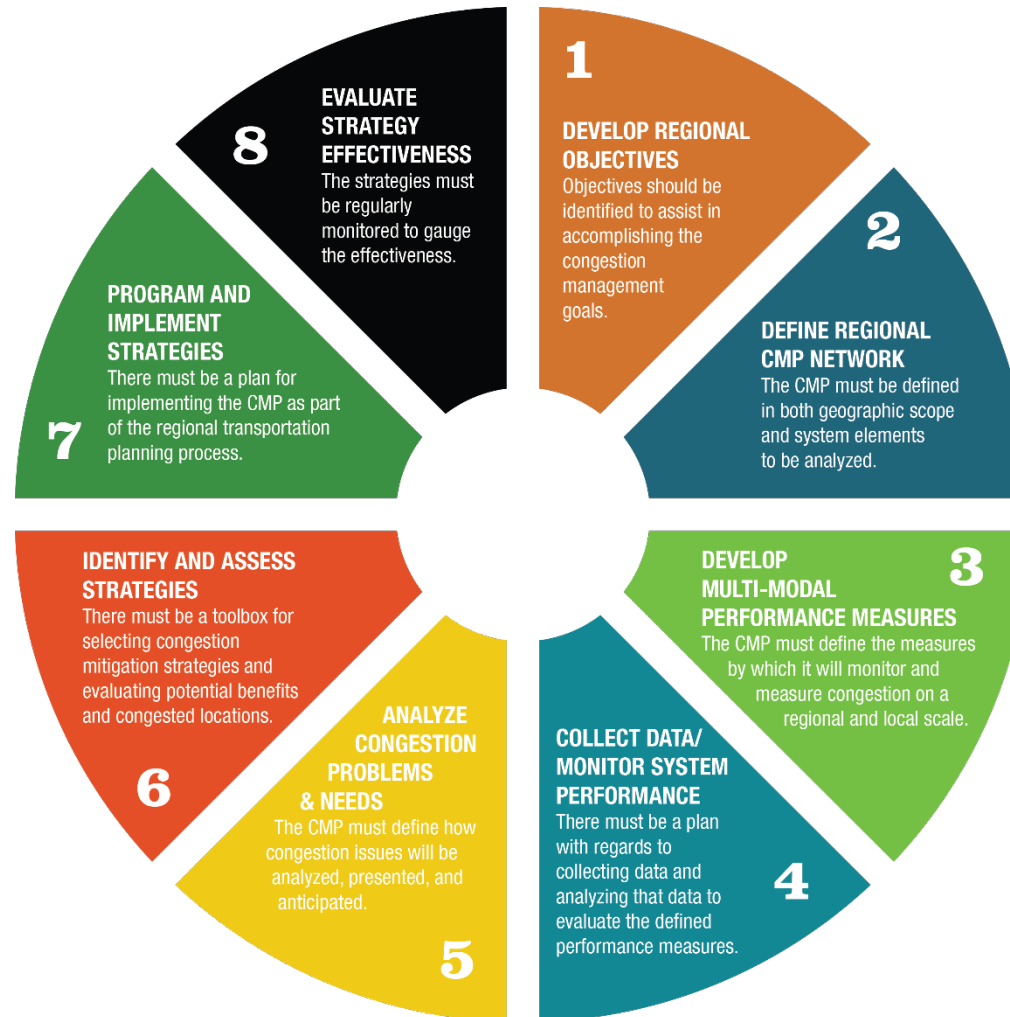 1
DEVELOP REGIONAL
OBJECTIVES
Objectives should be
identified to assist in
accomplishing the
congestion
management
goals.
2
DEFINE REGIONAL
CMP NETWORK
The CMP must be defined
in both geographic scope
and system elements
to be analyzed.
3
DEVELOP
MULTI-MODAL
PERFORMANCE MEASURES
The CMP must define the measures
by which it will monitor and
measure congestion on a
regional and local scale.
4
COLLECT DATA/
MONITOR SYSTEM
PERFORMANCE
There must be a plan
with regards to
collecting data and
analyzing that data to
evaluate the defined
performance measures.
5
ANALYZE
CONGESTION
PROBLEMS
& NEEDS
The CMP must define how
congestion issues will be
analyzed, presented, and
anticipated.
6
IDENTIFY AND ASSESS
STRATEGIES
There must be a toolbox for
selecting congestion
mitigation strategies and
evaluating potential benefits
and congested locations.
7
PROGRAM AND
IMPLEMENT
STRATEGIES
There must be a plan for
implementing the CMP as part
of the regional transportation
planning process.
8
EVALUATE
STRATEGY
EFFECTIVENESS
The strategies must
be regularly
monitored to gauge
the effectiveness.